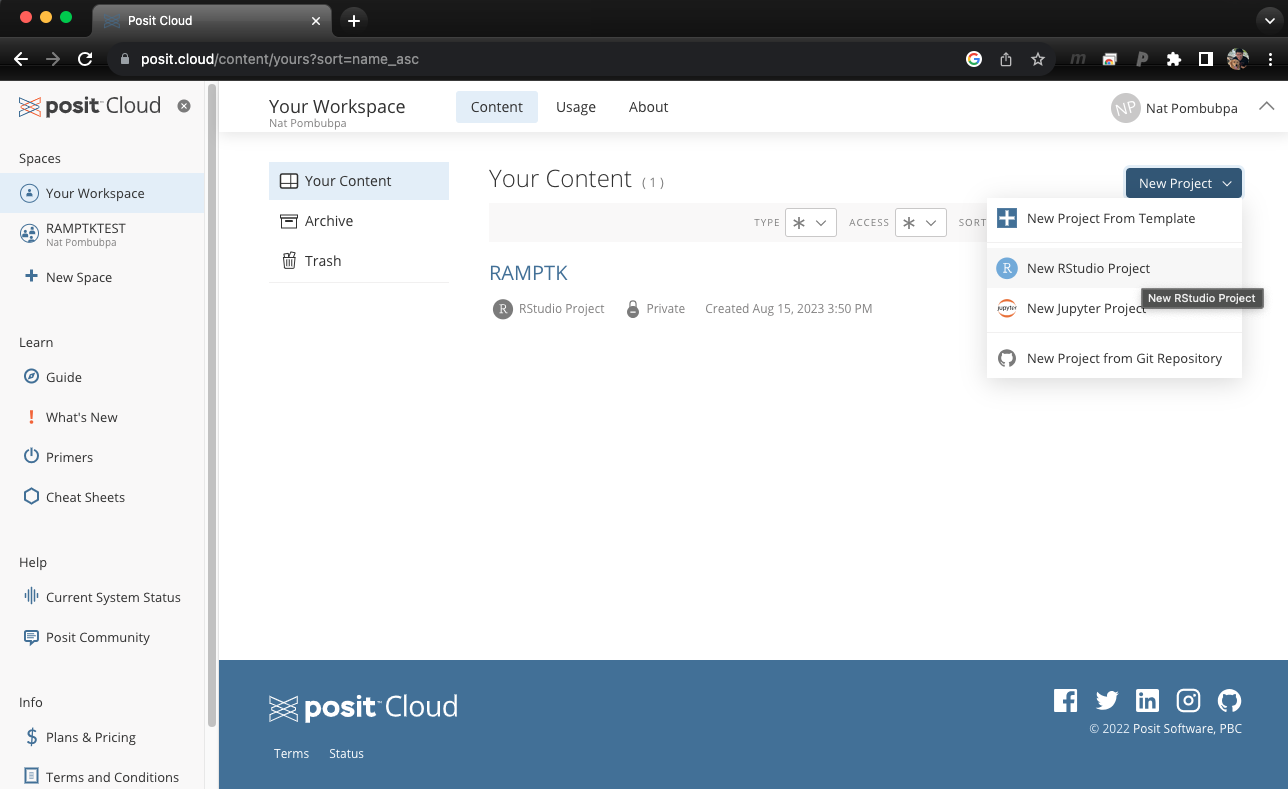 Posit Cloud
posit.cloud/content/yours?sort=name_asc
posit Cloud
Spaces
Your Workspace
RAMPTKTEST
Nat Pombubpa
New Space
Learn
Guide
What's New
Primers
Cheat Sheets
Help
Current System Status
Posit Community
Info
Plans & Pricing
Terms and Conditions
Your Workspace
Nat Pombubpa
Content
Usage
About
NP
Nat Pombubpa
Your Content
Archive
Trash
Your Content (1)
New Project
TYPE
ACCESS
SORT
New Project From Template
R New RStudio Project
New RStudio Project
jupyter New Jupyter Project
New Project from Git Repository
RAMPTK
R RStudio Project
Private
Created Aug 15, 2023 3:50 PM
posit Cloud
Terms
Status
© 2022 Posit Software, PBC